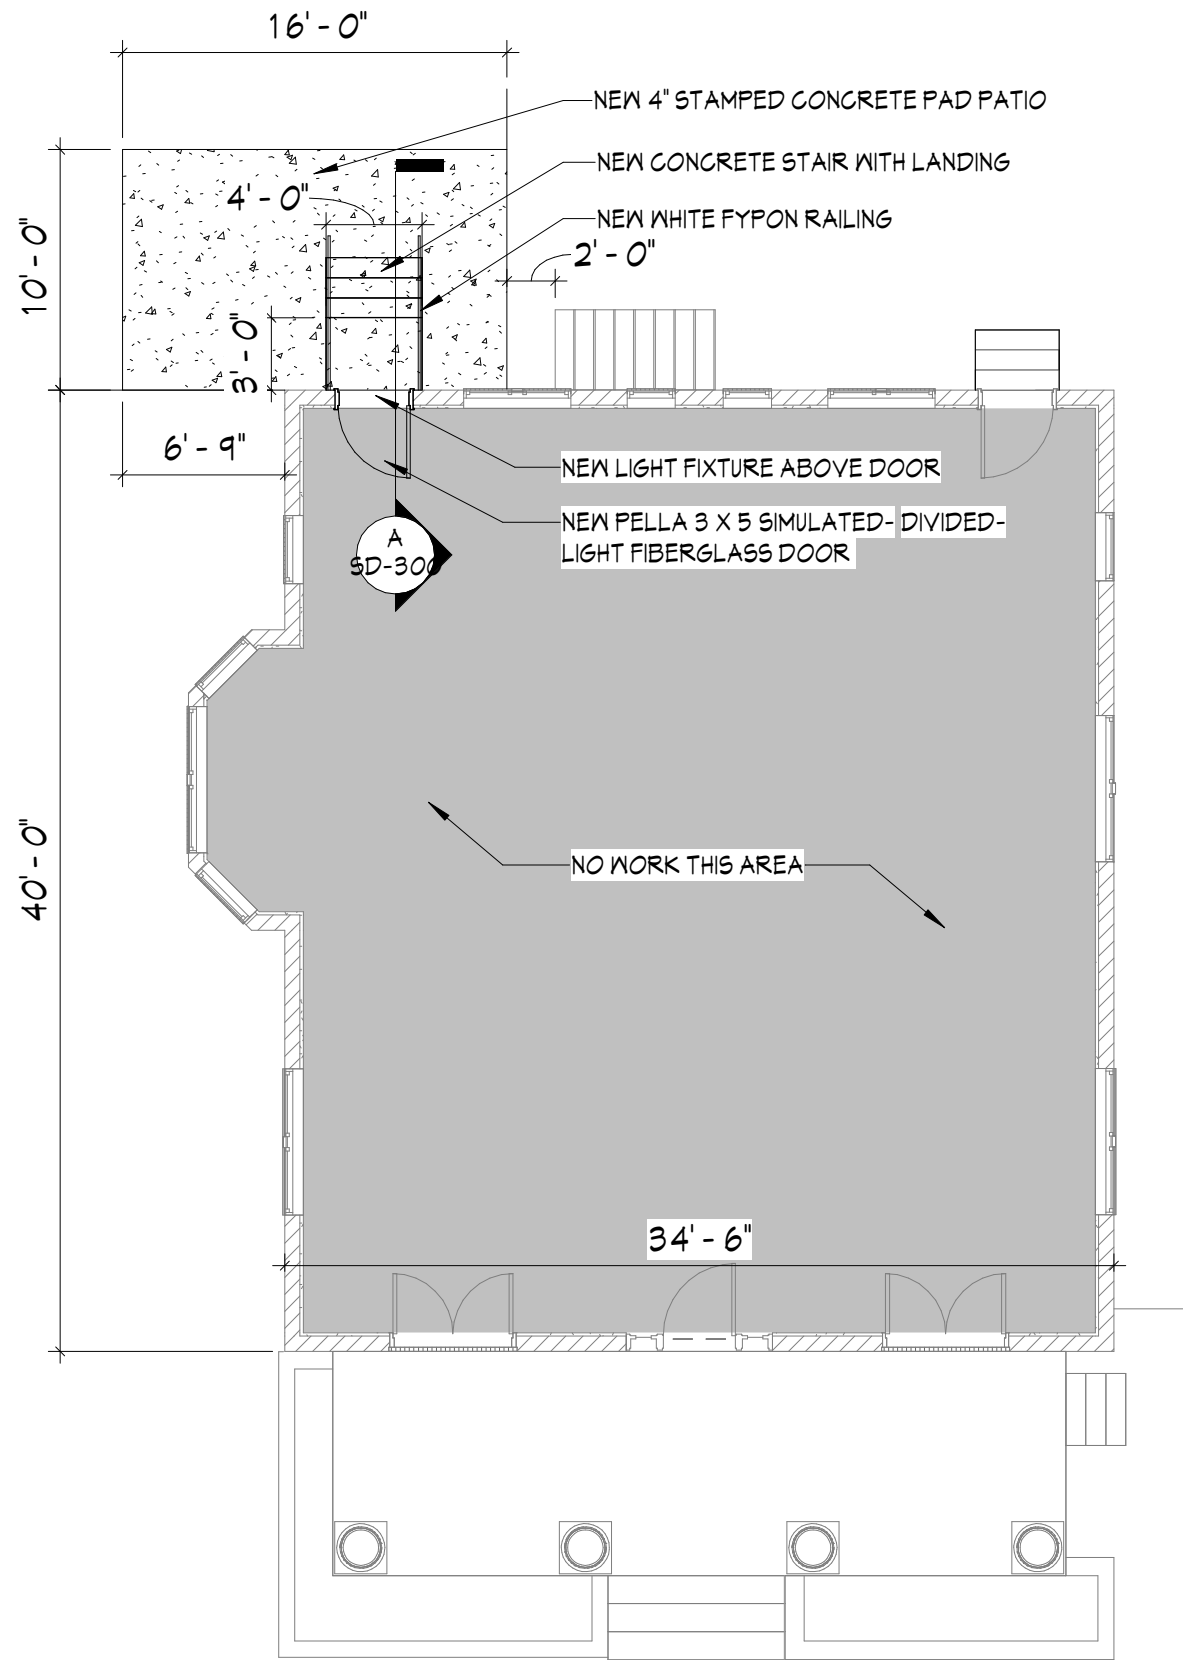 16' - 0"
NEW 4" STAMPED CONCRETE PAD PATIO
NEW CONCRETE STAIR WITH LANDING
4' - 0"
NEW WHITE FYPON RAILING
2' - 0"
10' - 0"
3' - 0"
6' - 9"
NEW LIGHT FIXTURE ABOVE DOOR
NEW PELLA 3 X 5 SIMULATED- DIVIDED-
LIGHT FIBERGLASS DOOR
A
SD-300
NO WORK THIS AREA
40' - 0"
34' - 6"